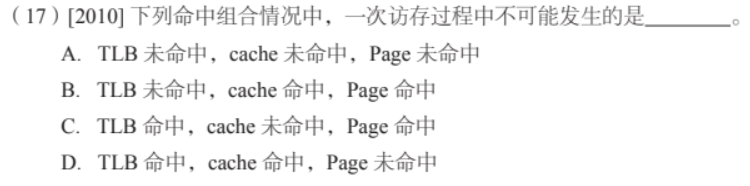 （17）[2010] 下列命中组合情况中，一次访存过程中不可能发生的是________。
A. TLB 未命中，cache 未命中，Page 未命中
B. TLB 未命中，cache 命中，Page 命中
C. TLB 命中，cache 未命中，Page 命中
D. TLB 命中，cache 命中，Page 未命中